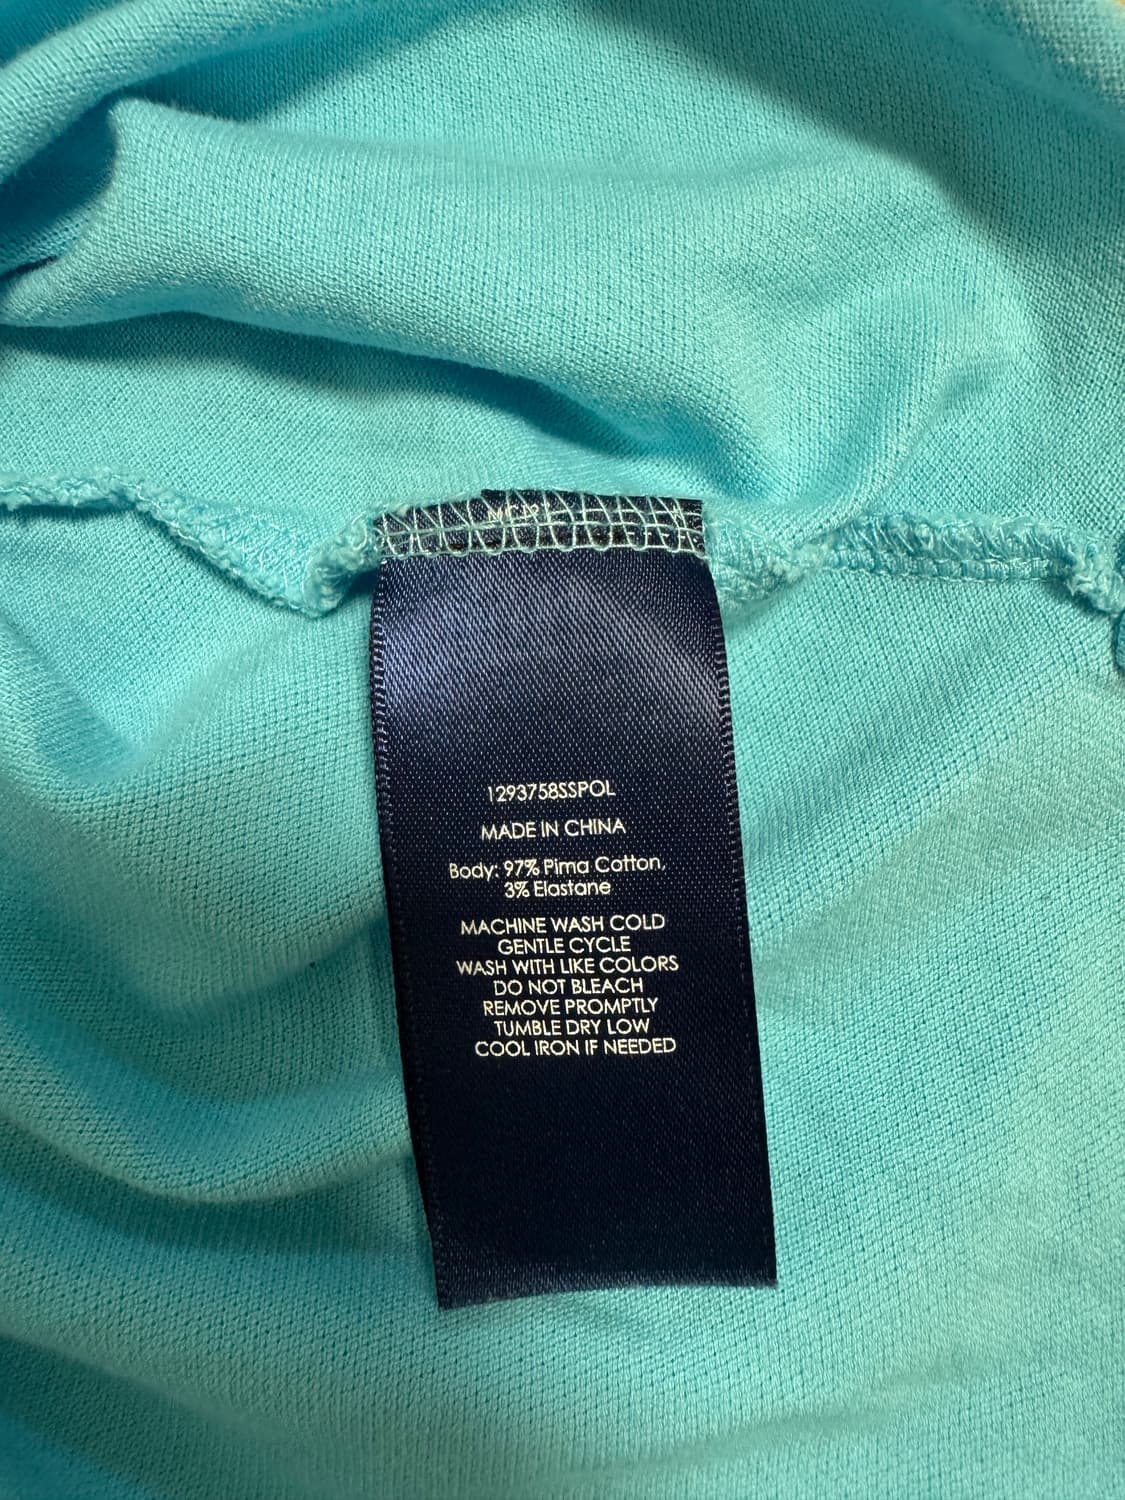 1293758SSPOL
MADE IN CHINA
Body: 97% Pima Cotton,
3% Elastane
MACHINE WASH COLD
GENTLE CYCLE
WASH WITH LIKE COLORS
DO NOT BLEACH
REMOVE PROMPTLY
TUMBLE DRY LOW
COOL IRON IF NEEDED